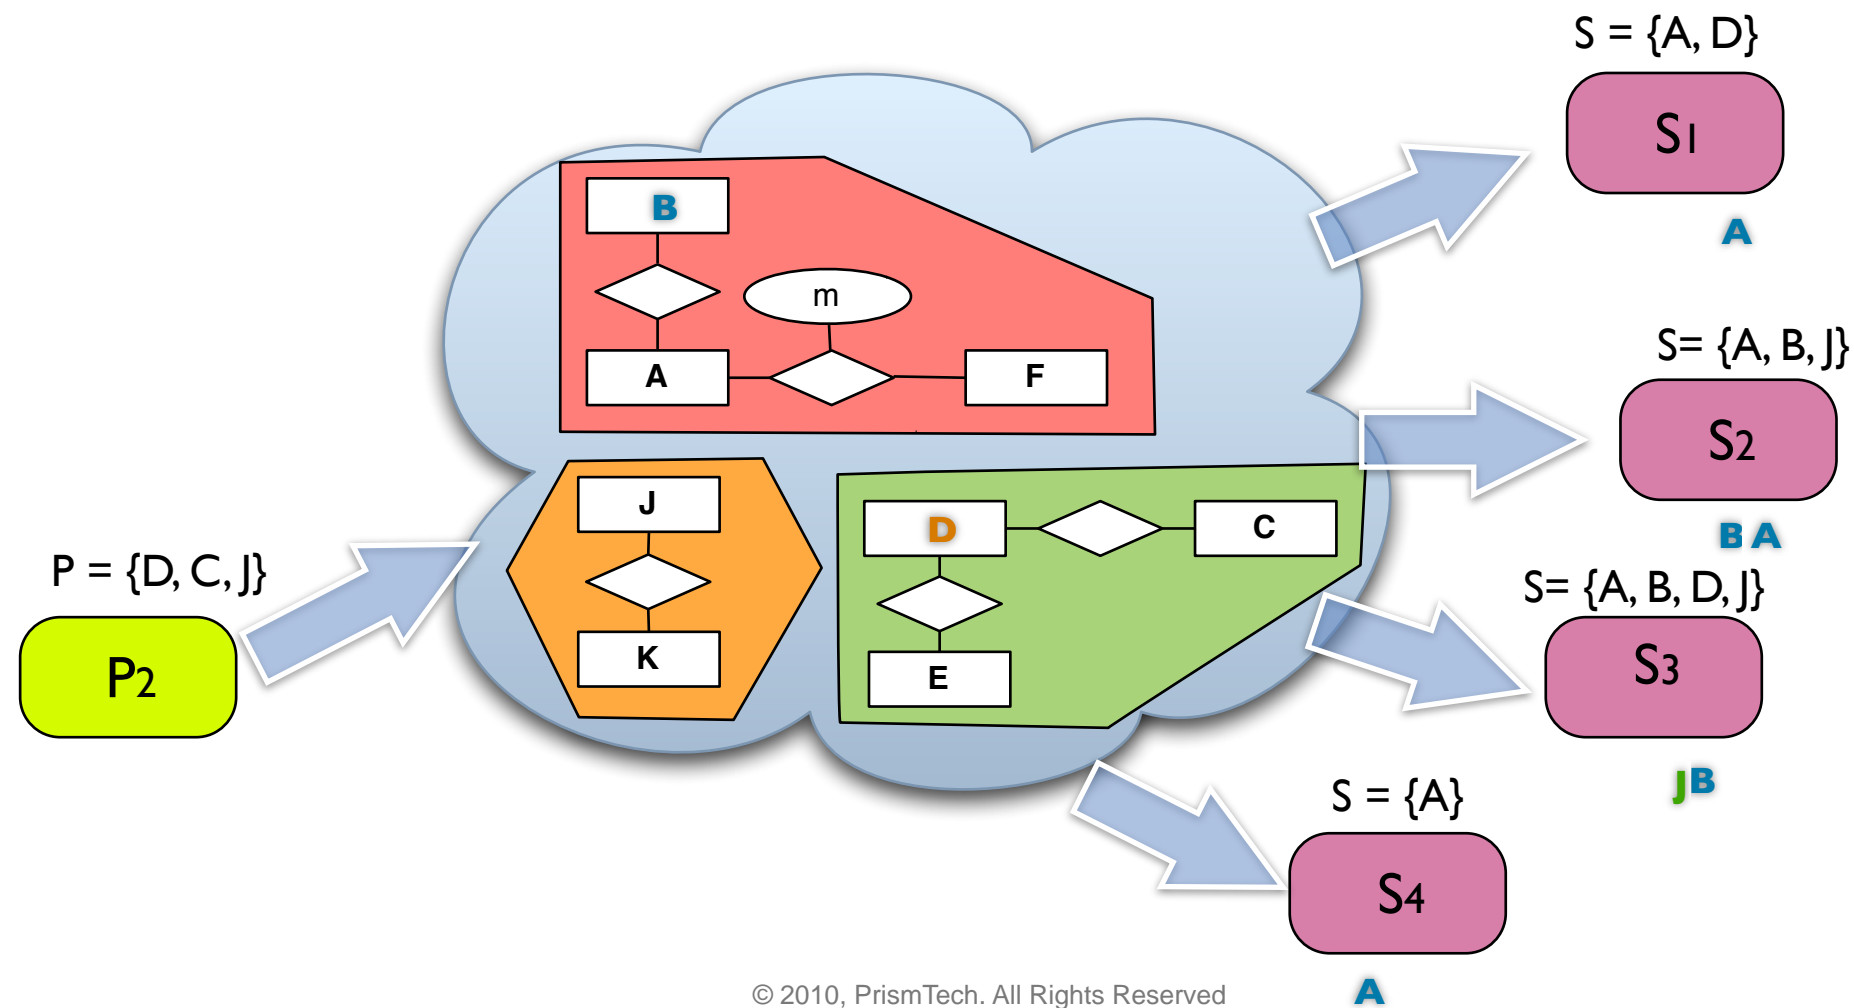 S = {A, D}
S1
A
B
m
A
F
S= {A, B, J}
S2
B A
J
D
C
P = {D, C, J}
S= {A, B, D, J}
P2
K
E
S3
JB
S = {A}
S4
A
© 2010, PrismTech. All Rights Reserved